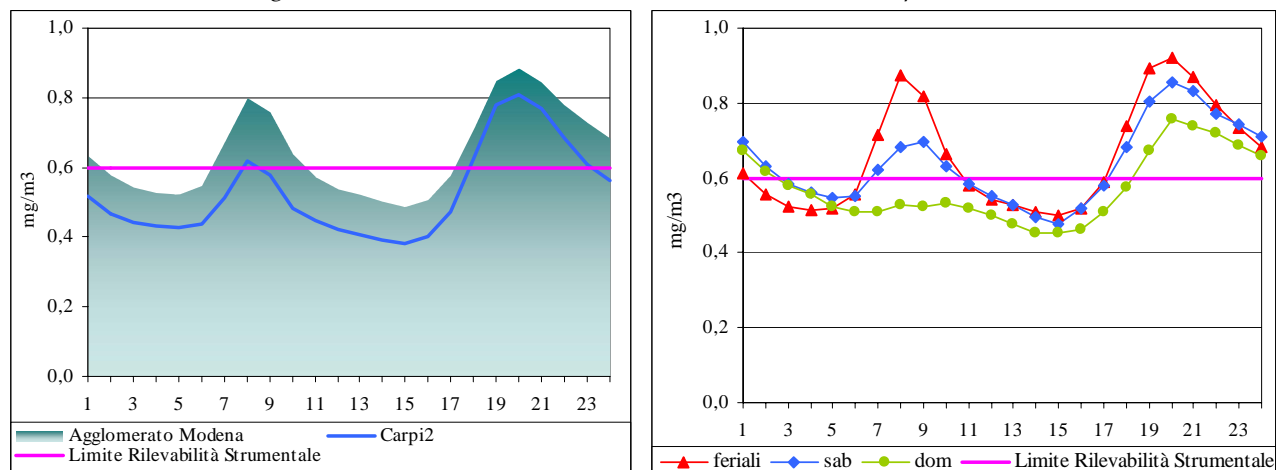 1,0
0,8
0,6
0,4
0,2
0,0
mg/m3
1 3 5 7 9 11 13 15 17 19 21 23
Agglomerato Modena Carpi2
Limite Rilevabilità Strumentale
1,0
0,8
0,6
0,4
0,2
0,0
mg/m3
1 3 5 7 9 11 13 15 17 19 21 23
feriali sab dom Limite Rilevabilità Strumentale